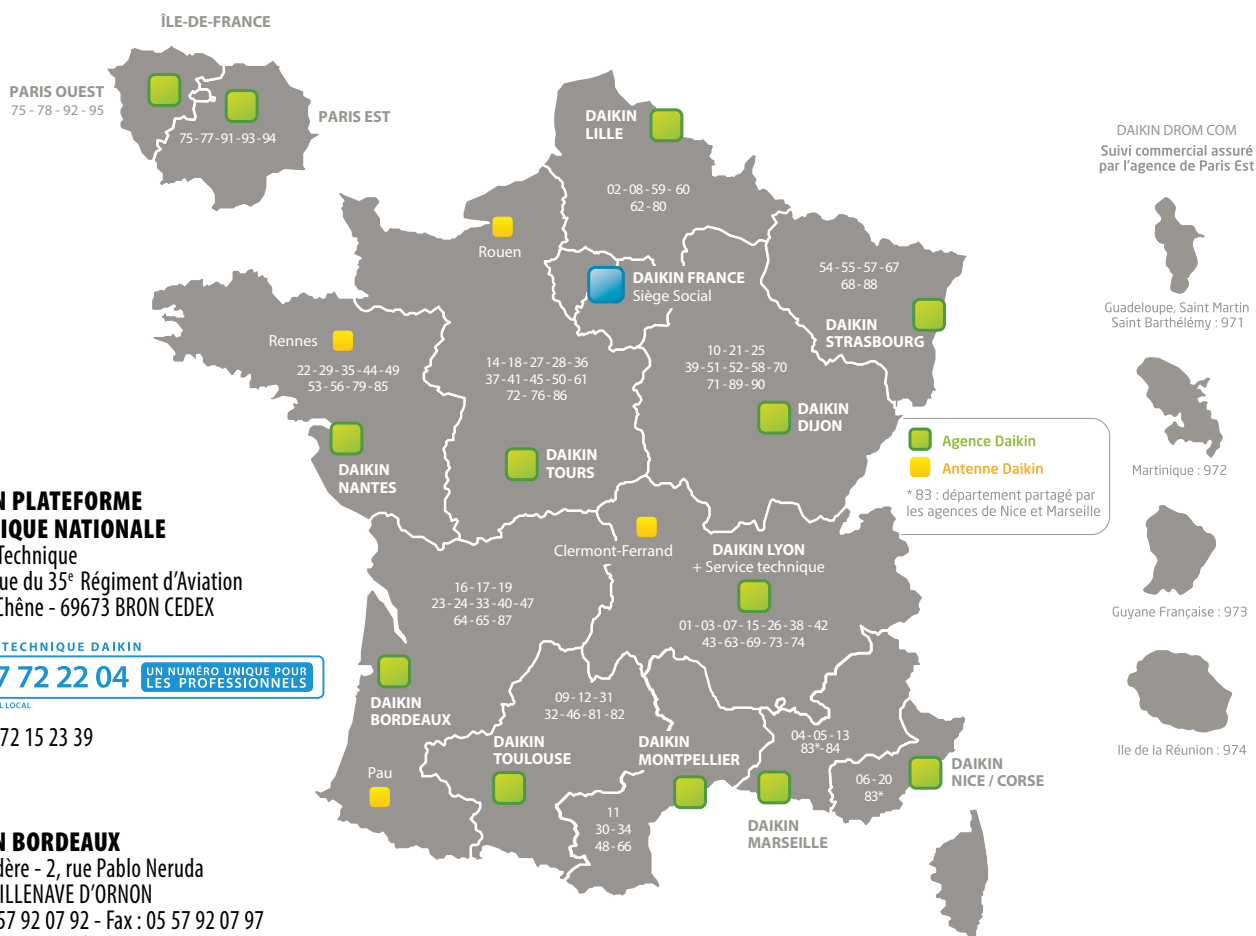 ÎLE-DE-FRANCE
PARIS OUEST
75 - 78 - 92 - 95
PARIS EST
75-77-91-93-94
DAIKIN
LILLE
02 - 08 - 59 - 60
62 - 80
Rouen
DAIKIN FRANCE
Siège Social
54 - 55 - 57 - 67
68 - 88
DAIKIN
STRASBOURG
Rennes
22 - 29 - 35 - 44 - 49
53 - 56 - 79 - 85
DAIKIN
NANTES
14 - 18 - 27 - 28 - 36
37 - 41 - 45 - 50 - 61
72 - 76 - 86
DAIKIN
TOURS
10 - 21 - 25
39 - 51 - 52 - 58 - 70
71 - 89 - 90
DAIKIN
DIJON
Agence Daikin
Antenne Daikin
* 83 : département partagé par
les agences de Nice et Marseille
Clermont-Ferrand
DAIKIN LYON
+ Service technique
01 - 03 - 07 - 15 - 26 - 38 - 42
43 - 63 - 69 - 73 - 74
16 - 17 - 19
23 - 24 - 33 - 40 - 47
64 - 65 - 87
DAIKIN
BORDEAUX
Pau
09 - 12 - 31
32 - 46 - 81 - 82
DAIKIN
TOULOUSE
DAIKIN
MONTPELLIER
11
30 - 34
48 - 66
04 - 05 - 13
83*- 84
DAIKIN
MARSEILLE
06 - 20
83*
DAIKIN
NICE / CORSE
DAIKIN DROM COM
Suivi commercial assuré
par l'agence de Paris Est
Guadeloupe, Saint Martin
Saint Barthélémy : 971
Martinique : 972
Guyane Française : 973
Ile de la Réunion : 974
N PLATEFORME
IQUE NATIONALE
Technique
ue du 35e Régiment d'Aviation
Chêne - 69673 BRON CEDEX
TECHNIQUE DAIKIN
7 72 22 04 UN NUMÉRO UNIQUE POUR
LES PROFESSIONNELS
L LOCAL
72 15 23 39
N BORDEAUX
dère - 2, rue Pablo Neruda
ILLENAVE D'ORNON
57 92 07 92 - Fax : 05 57 92 07 97